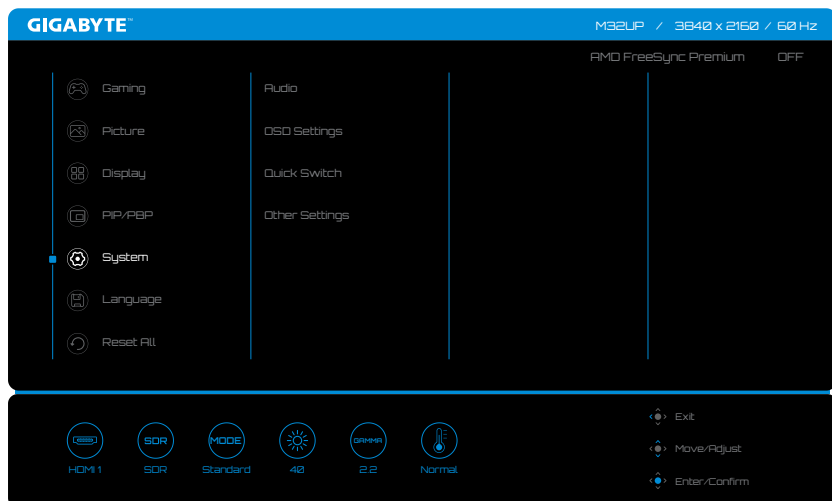 GIGABYTE™
M32UP / 3840 x 2160 / 60 Hz
AMD FreeSync Premium OFF
Gaming
Picture
Display
PIP/PBP
System
Language
Reset All
Audio
OSD Settings
Quick Switch
Other Settings
SDR
MODE
GAMMA
HDMI 1
SDR
Standard
40
2.2
Normal
Exit
Move/Adjust
Enter/Confirm